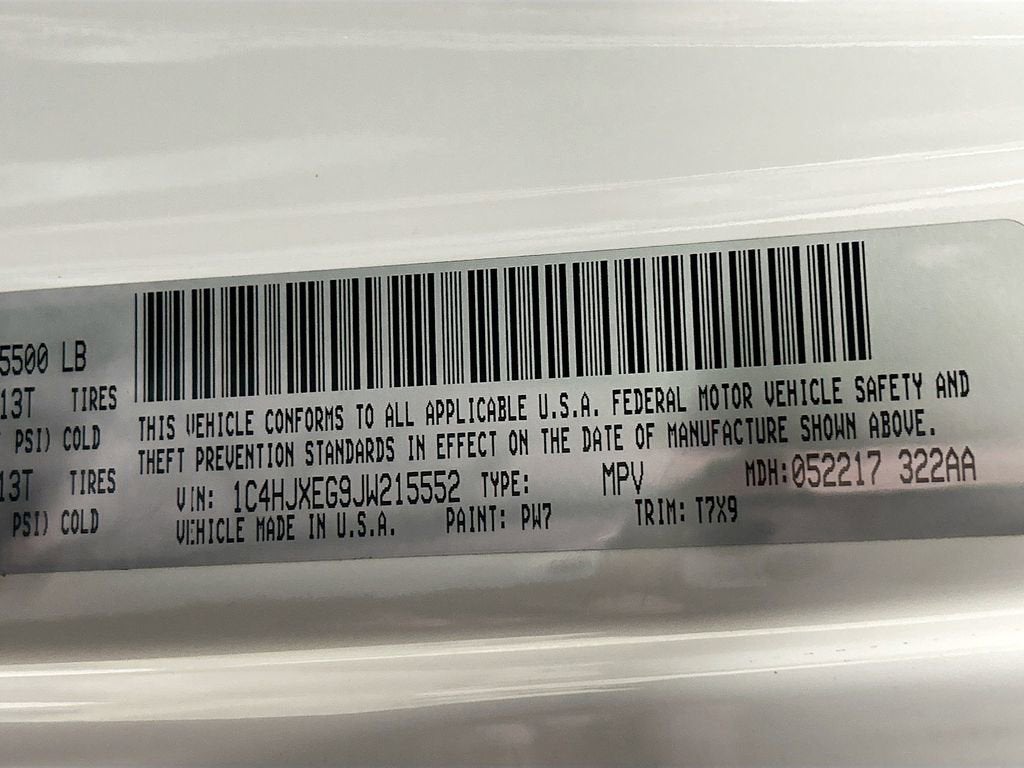 5500 LB
13T TIRES
PSI) COLD
13T TIRES
PSI) COLD
THIS VEHICLE CONFORMS TO ALL APPLICABLE U.S.A. FEDERAL MOTOR VEHICLE SAFETY AND
THEFT PREVENTION STANDARDS IN EFFECT ON THE DATE OF MANUFACTURE SHOWN ABOVE.
VIN: 1C4HJXEG9JW215552 TYPE: MPV MDH: 052217 322AA
VEHICLE MADE IN U.S.A. PAINT: PW7 TRIM: T7X9